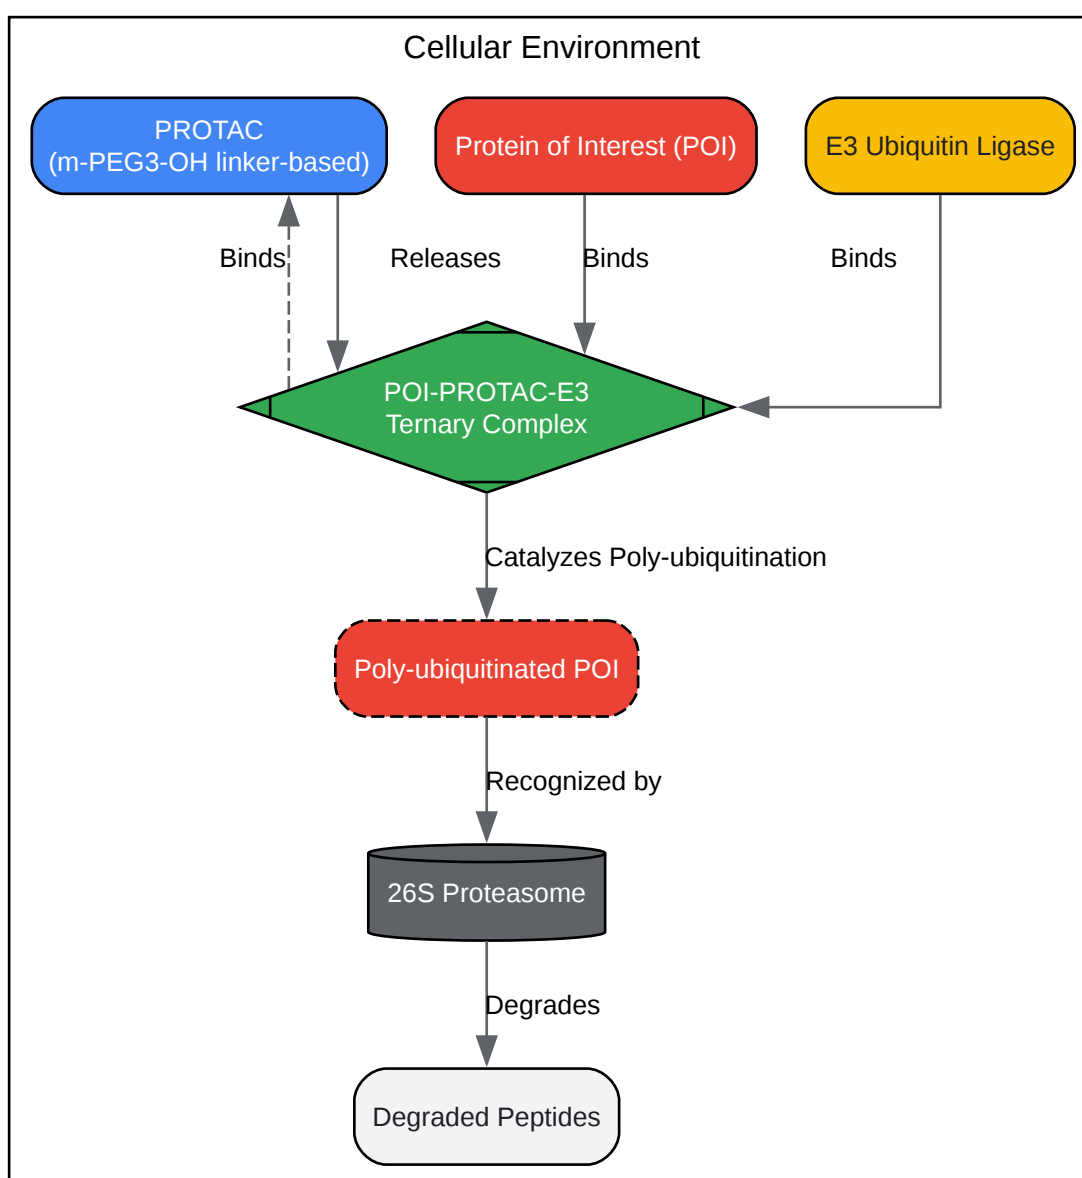 Cellular Environment
PROTAC
(m-PEG3-OH linker-based)
Protein of Interest (POI)
E3 Ubiquitin Ligase
Binds
Releases
Binds
Binds
POI-PROTAC-E3
Ternary Complex
Catalyzes Poly-ubiquitination
Poly-ubiquitinated POI
Recognized by
26S Proteasome
Degrades
Degraded Peptides